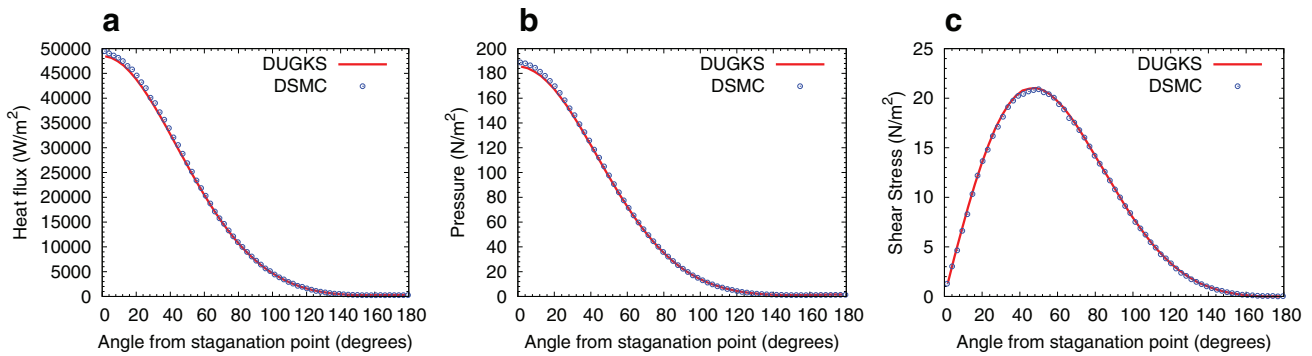 a
50000
45000
40000
35000
30000
25000
20000
15000
10000
5000
0
Heat flux (W/m²)
DUGKS
DSMC
0 20 40 60 80 100 120 140 160 180
Angle from staganation point (degrees)
b
200
180
160
140
120
100
80
60
40
20
0
Pressure (N/m²)
DUGKS
DSMC
0 20 40 60 80 100 120 140 160 180
Angle from staganation point (degrees)
c
25
20
15
10
5
0
Shear Stress (N/m²)
DUGKS
DSMC
0 20 40 60 80 100 120 140 160 180
Angle from staganation point (degrees)